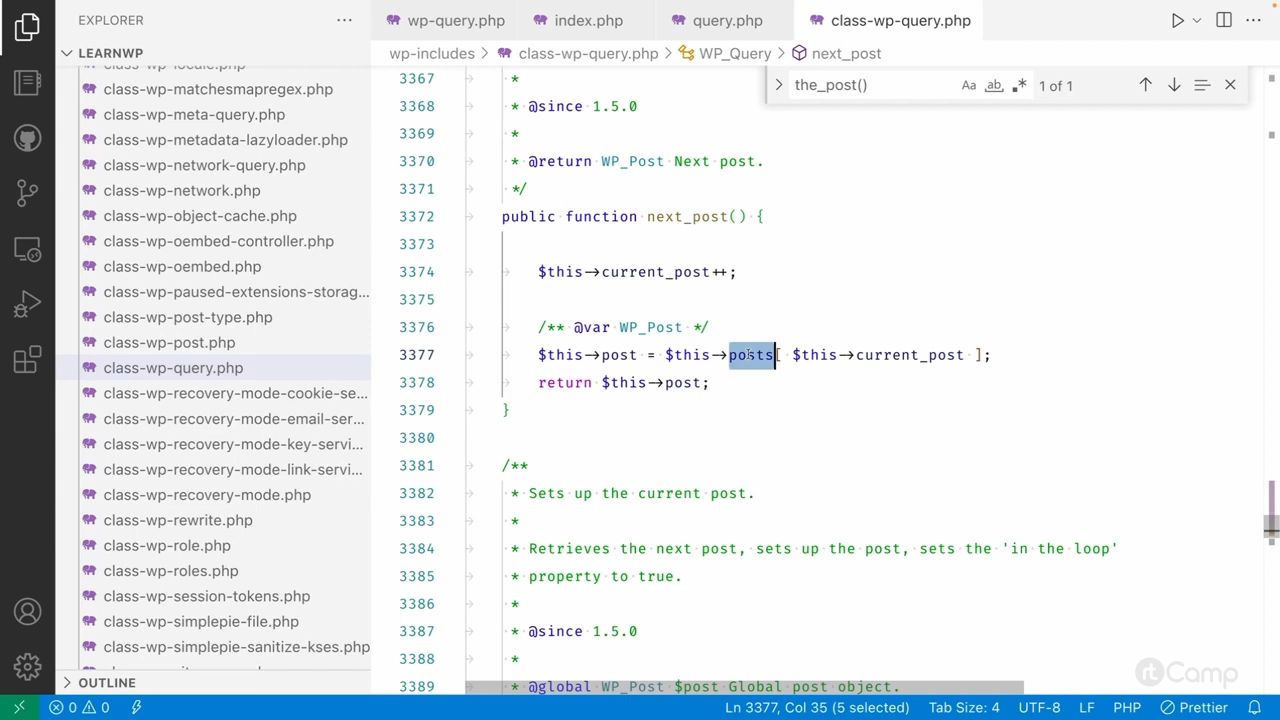 EXPLORER
wp-query.php
index.php
query.php
class-wp-query.php
LEARNWP
wp-includes > class-wp-query.php > WP_Query > next_post
class-wp-locale.php
class-wp-matchesmapregex.php
class-wp-meta-query.php
class-wp-metadata-lazyloader.php
class-wp-network-query.php
class-wp-network.php
class-wp-object-cache.php
class-wp-oembed-controller.php
class-wp-oembed.php
class-wp-paused-extensions-storag...
class-wp-post-type.php
class-wp-post.php
class-wp-query.php
class-wp-recovery-mode-cookie-se...
class-wp-recovery-mode-email-ser...
class-wp-recovery-mode-key-servi...
class-wp-recovery-mode-link-servi...
class-wp-recovery-mode.php
class-wp-rewrite.php
class-wp-role.php
class-wp-roles.php
class-wp-session-tokens.php
class-wp-simplepie-file.php
class-wp-simplepie-sanitize-kses.php
OUTLINE
the_post()
Aa
ab
1 of 1
3367 *
3368 * @since 1.5.0
3369 *
3370 * @return WP_Post Next post.
3371 */
3372 public function next_post() {
3373
3374 $this->current_post++;
3375
3376 /** @var WP_Post */
3377 $this->post = $this->posts[ $this->current_post ];
3378 return $this->post;
3379 }
3380
3381 /**
3382 * Sets up the current post.
3383 *
3384 * Retrieves the next post, sets up the post, sets the 'in the loop'
3385 * property to true.
3386 *
3387 * @since 1.5.0
3388 *
3389 * @global WP_Post $post Global post object.
rtCamp
0 0
Ln 3377, Col 35 (5 selected)
Tab Size: 4
UTF-8
LF
PHP
Prettier